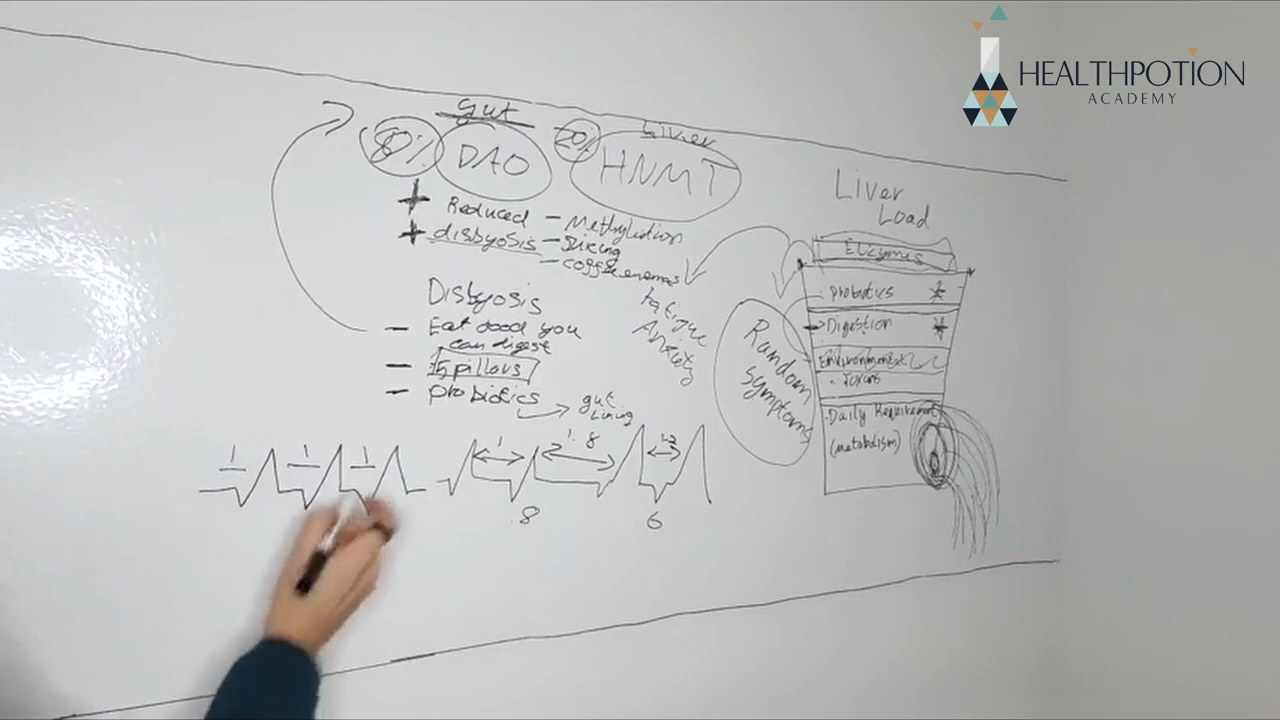 HEALTHPOTION
ACADEMY
gut
80%
DAO
20%
Liver
HNMT
+ Reduced
+ disbyosis
- Methylation
- Juicing
- coffee enemas
Disbyosis
- Eat food you
can digest
- 5 pillars
- probiotics
gut
Lining
Fatigue
Anxiety
Random
symptoms
Liver
Load
Enzymes
probiotics
Digestion
Environmental
Toxins
Daily Requirement
(metabolism)
1 1 1
1 1.8 1.2
.8 6